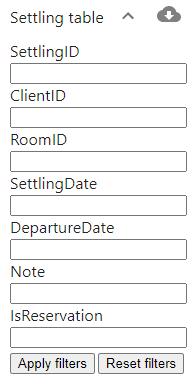 Settling table
SettlingID
ClientID
RoomID
SettlingDate
DepartureDate
Note
IsReservation
Apply filters Reset filters